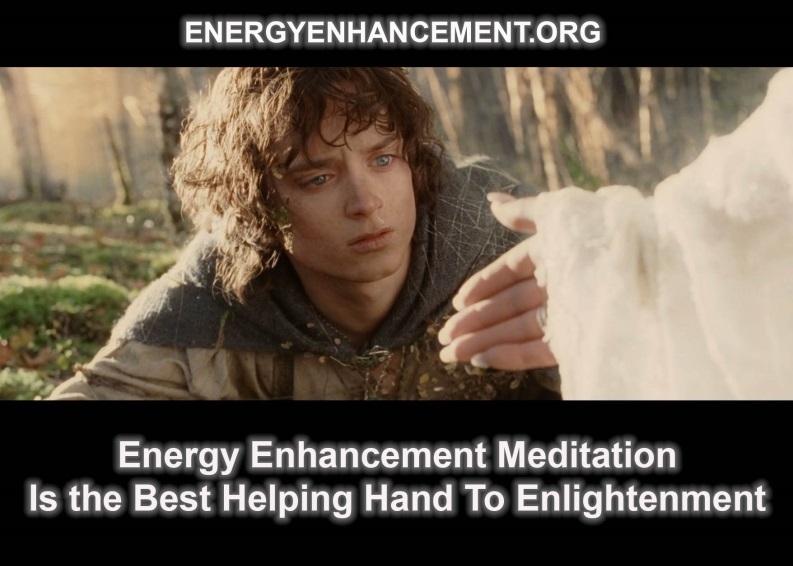 ENERGYENHANCEMENT.ORG
Energy Enhancement Meditation
Is the Best Helping Hand To Enlightenment